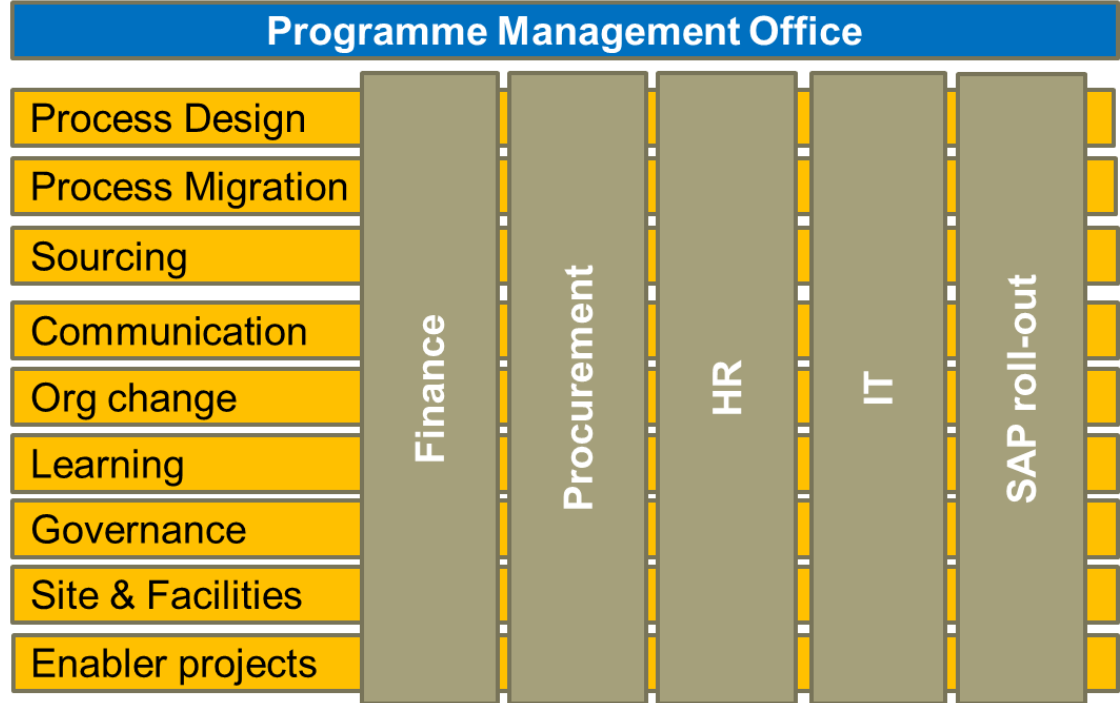 Programme Management Office
Process Design
Process Migration
Sourcing
Communication
Org change
Learning
Governance
Site & Facilities
Enabler projects
Finance
Procurement
HR
IT
SAP roll-out